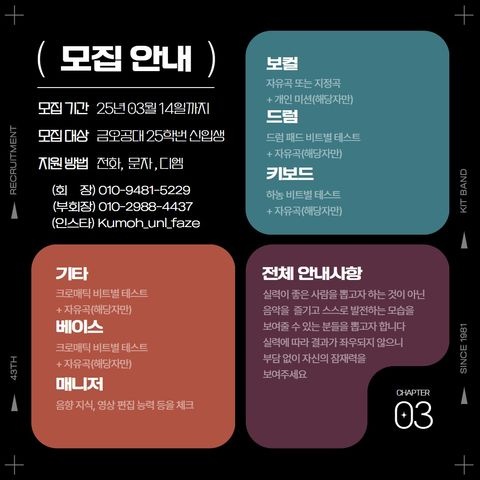 ( 모집 안내 )
모집 기간 25년 03월 14일까지
모집 대상 금오공대 25학번 신입생
지원 방법 전화, 문자, 디엠
(회 장) 010-9481-5229
(부회장) 010-2988-4437
(인스타) Kumoh_unl_faze
보컬
자유곡 또는 지정곡
+ 개인 미션(해당자만)
드럼
드럼 패드 비트별 테스트
+ 자유곡(해당자만)
키보드
하농 비트별 테스트
+ 자유곡(해당자만)
기타
크로매틱 비트별 테스트
+ 자유곡(해당자만)
베이스
크로매틱 비트별 테스트
+ 자유곡(해당자만)
매니저
음향 지식, 영상 편집 능력 등을 체크
전체 안내사항
실력이 좋은 사람을 뽑고자 하는 것이 아닌
음악을 즐기고 스스로 발전하는 모습을
보여줄 수 있는 분들을 뽑고자 합니다
실력에 따라 결과가 좌우되지 않으니
부담 없이 자신의 잠재력을
보여주세요
CHAPTER
03
RECRUITMENT
43TH
KIT BAND
SINCE 1981